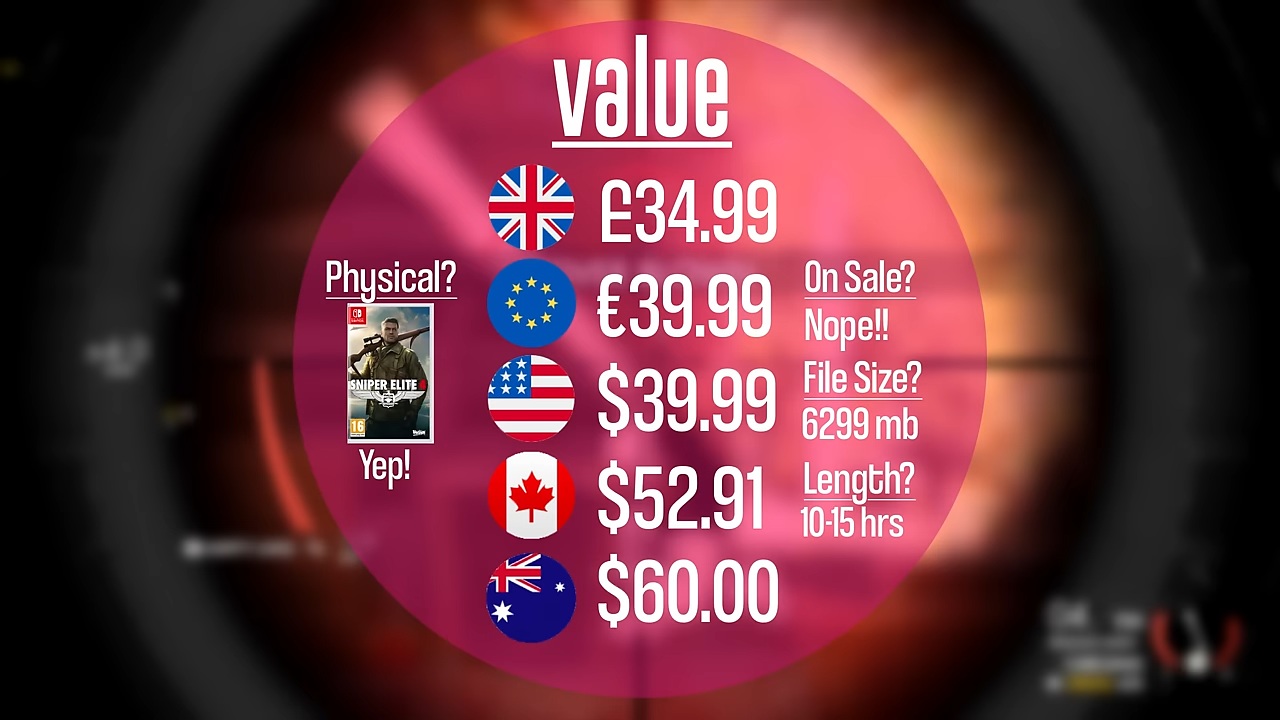 value
£34.99
€39.99
$39.99
$52.91
$60.00
Physical?
SNIPER ELITE
16
Yep!
On Sale?
Nope!!
File Size?
6299 mb
Length?
10-15 hrs